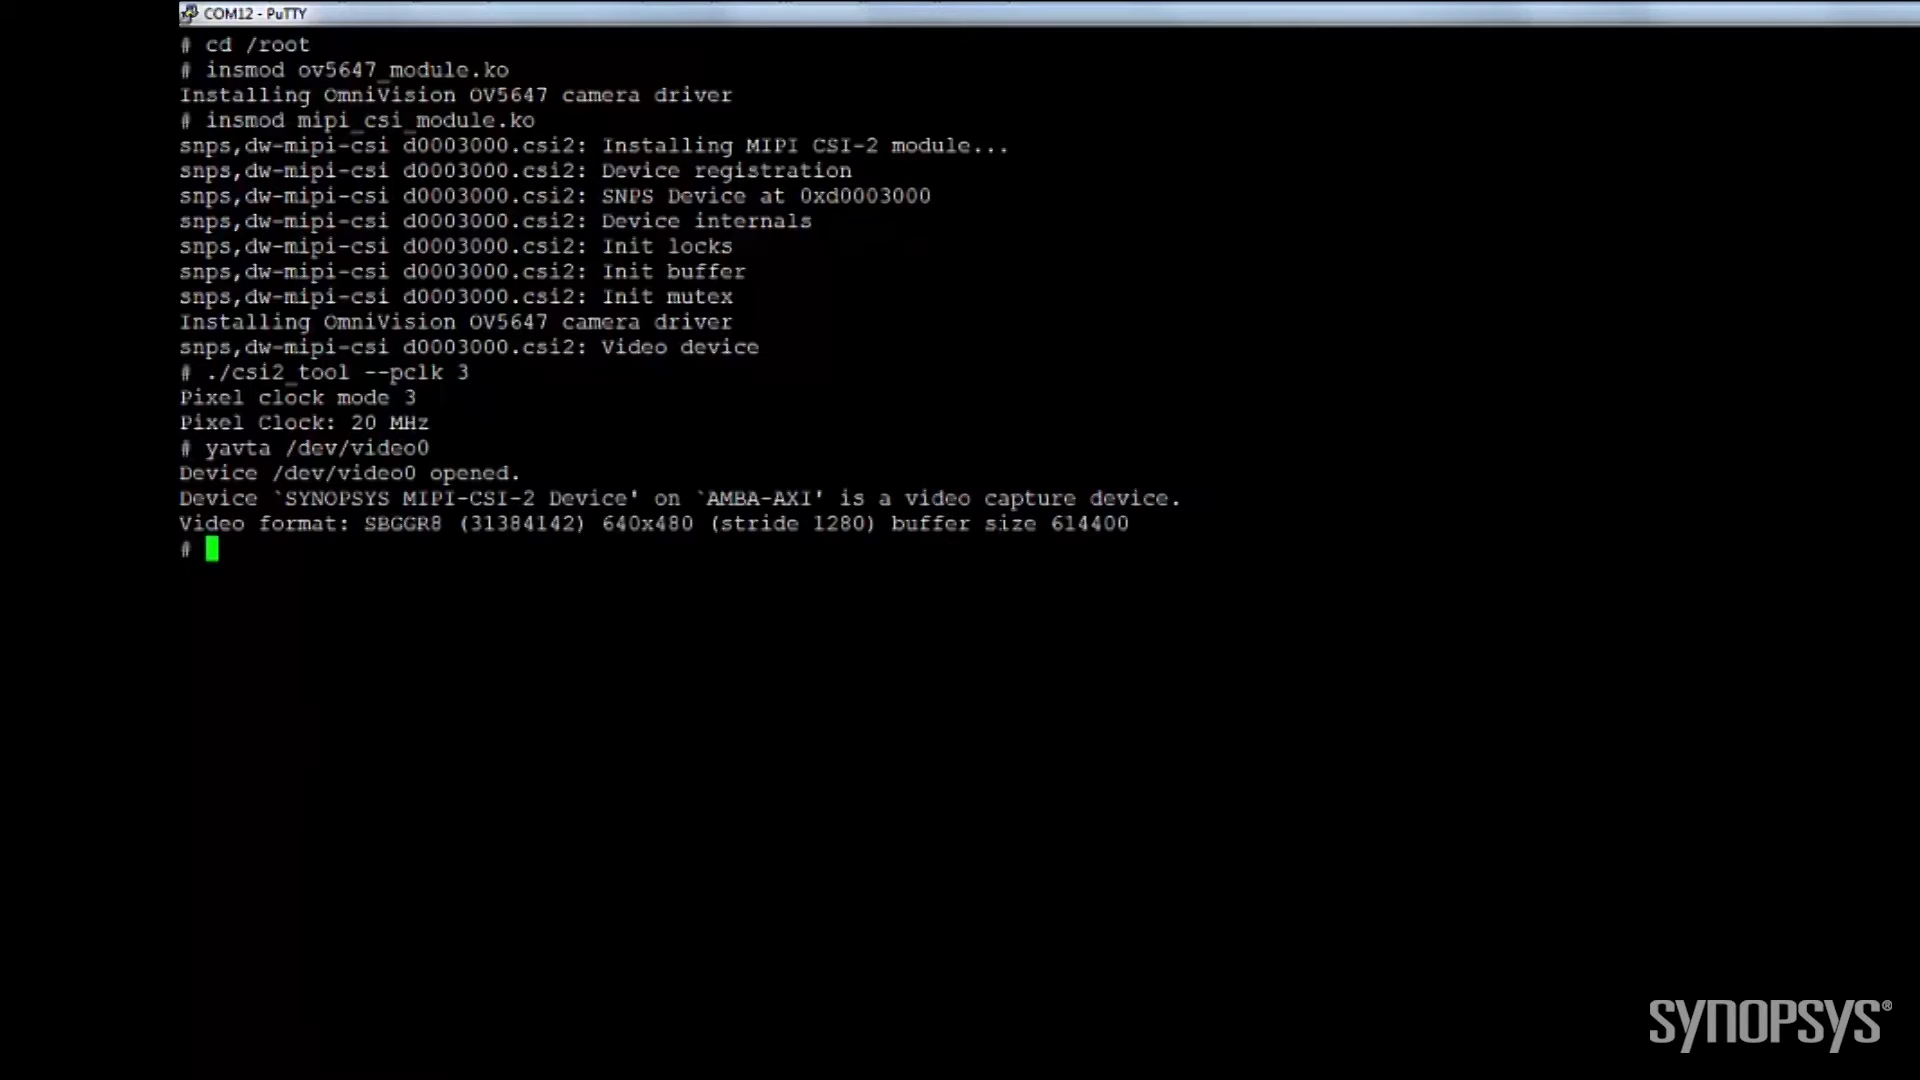 COM12 - PuTTY
# cd /root
# insmod ov5647_module.ko
Installing OmniVision OV5647 camera driver
# insmod mipi_csi_module.ko
snps,dw-mipi-csi d0003000.csi2: Installing MIPI CSI-2 module...
snps,dw-mipi-csi d0003000.csi2: Device registration
snps,dw-mipi-csi d0003000.csi2: SNPS Device at 0xd0003000
snps,dw-mipi-csi d0003000.csi2: Device internals
snps,dw-mipi-csi d0003000.csi2: Init locks
snps,dw-mipi-csi d0003000.csi2: Init buffer
snps,dw-mipi-csi d0003000.csi2: Init mutex
Installing OmniVision OV5647 camera driver
snps,dw-mipi-csi d0003000.csi2: Video device
# ./csi2_tool --pclk 3
Pixel clock mode 3
Pixel Clock: 20 MHz
# yavta /dev/video0
Device /dev/video0 opened.
Device `SYNOPSYS MIPI-CSI-2 Device' on `AMBA-AXI' is a video capture device.
Video format: SBGGR8 (31384142) 640x480 (stride 1280) buffer size 614400
#
SYNOPSYS®